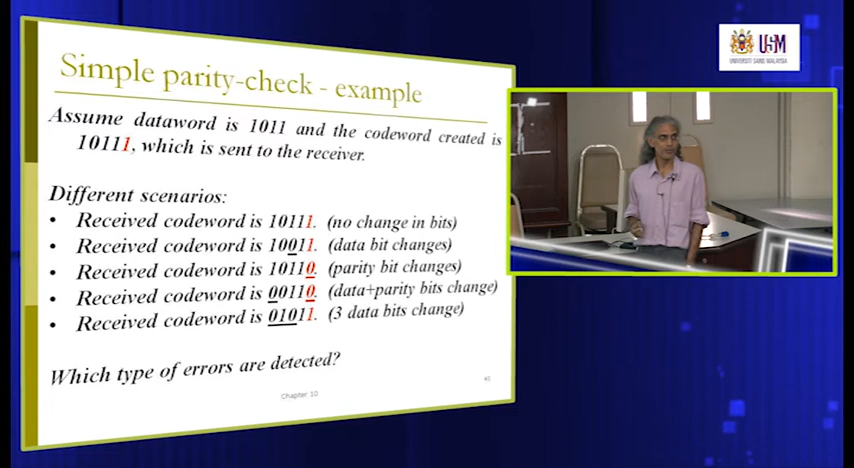 Simple parity-check - example
Assume dataword is 1011 and the codeword created is
10111, which is sent to the receiver.
Different scenarios:
• Received codeword is 10111. (no change in bits)
• Received codeword is 10011. (data bit changes)
• Received codeword is 10110. (parity bit changes)
• Received codeword is 00110. (data+parity bits change)
• Received codeword is 01011. (3 data bits change)
Which type of errors are detected?
Chapter 10
USM
UNIVERSITI SAINS MALAYSIA